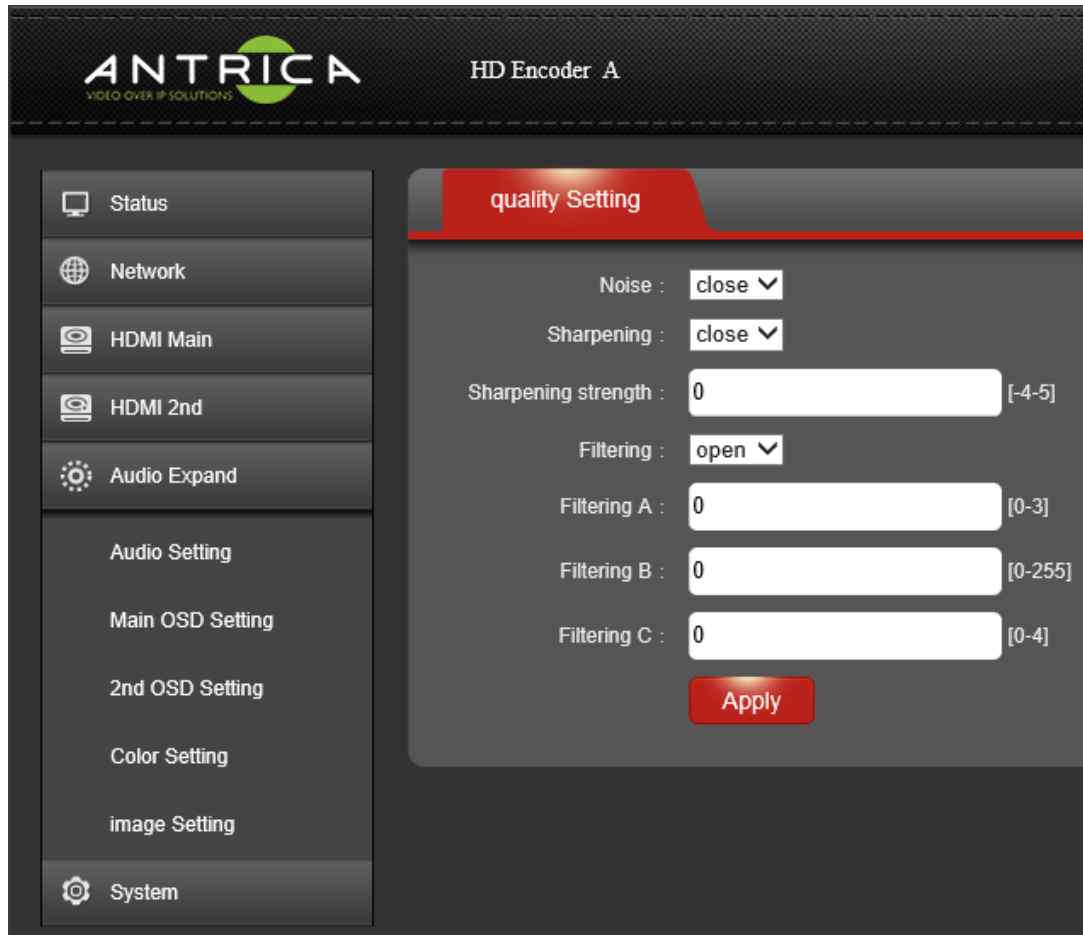 ANTRICA
VIDEO OVER IP SOLUTIONS
HD Encoder A
Status
Network
HDMI Main
HDMI 2nd
Audio Expand
Audio Setting
Main OSD Setting
2nd OSD Setting
Color Setting
image Setting
System
quality Setting
Noise : close
Sharpening : close
Sharpening strength : 0 [-4-5]
Filtering : open
Filtering A : 0 [0-3]
Filtering B : 0 [0-255]
Filtering C : 0 [0-4]
Apply